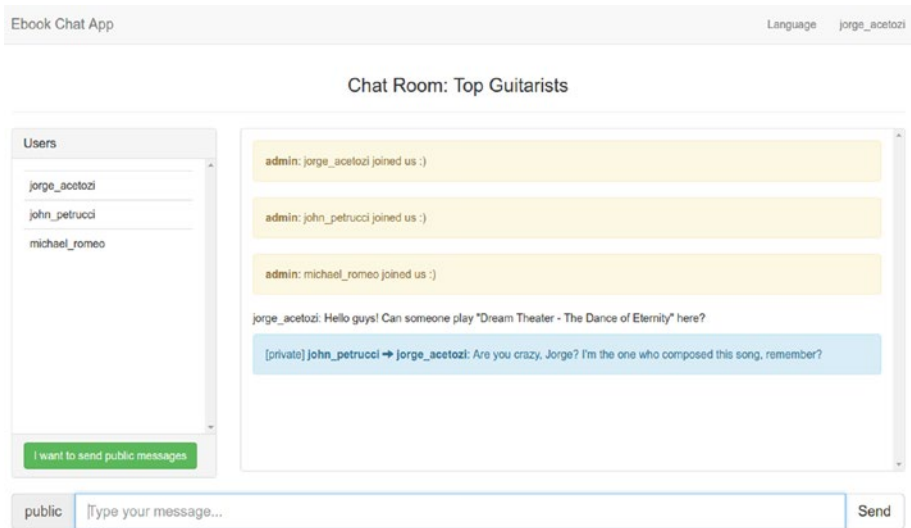 Ebook Chat App
Language jorge_acetozi
Chat Room: Top Guitarists
Users
jorge_acetozi
john_petrucci
michael_romeo
I want to send public messages
admin: jorge_acetozi joined us :)
admin: john_petrucci joined us :)
admin: michael_romeo joined us :)
jorge_acetozi: Hello guys! Can someone play "Dream Theater - The Dance of Eternity" here?
[private] john_petrucci ➔ jorge_acetozi: Are you crazy, Jorge? I'm the one who composed this song, remember?
public Type your message... Send